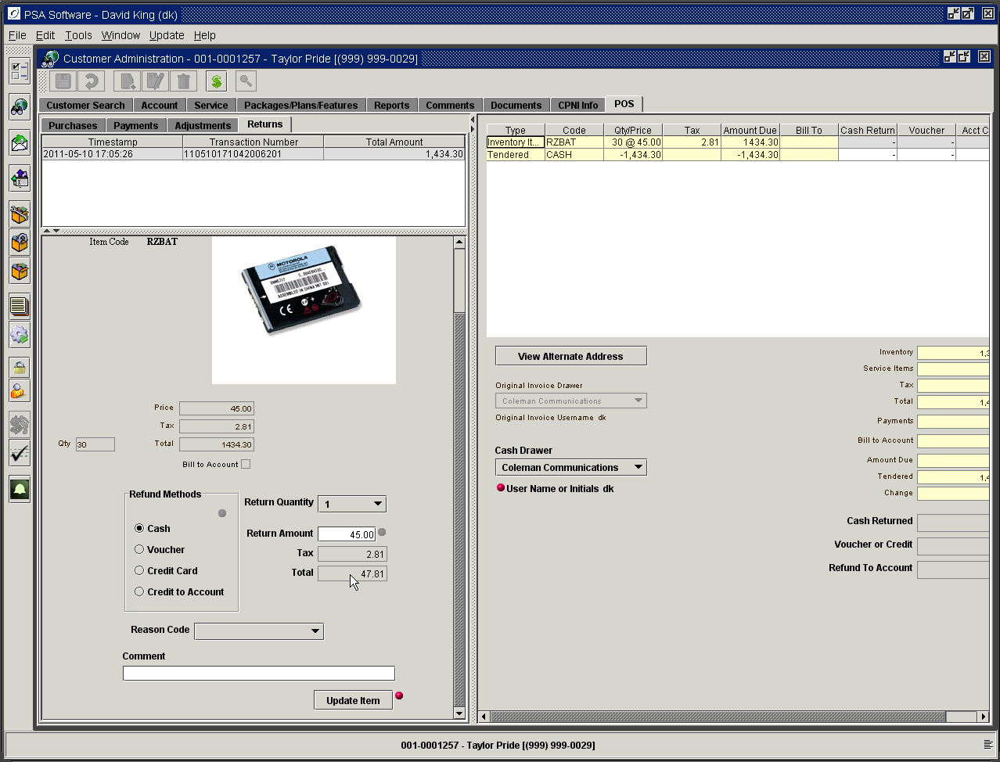 PSA Software - David King (dk)
File Edit Tools Window Update Help
Customer Administration - 001-0001257 - Taylor Pride [(999) 999-0029]
Customer Search Account Service Packages/Plans/Features Reports Comments Documents CPNI Info POS
Purchases Payments Adjustments Returns
Timestamp Transaction Number Total Amount
2011-05-10 17:05:26 110510171042006201 1,434.30
Type Code Qty/Price Tax Amount Due Bill To Cash Return Voucher Acct C
Inventory It... RZBAT 30 @ 45.00 2.81 1434.30 - -
Tendered CASH -1,434.30 -1,434.30 - -
Item Code RZBAT
MOTOROLA
ASSEMBLED IN CHINA
CE
Price 45.00
Tax 2.81
Qty 30 Total 1434.30
Bill to Account
Refund Methods
Cash
Voucher
Credit Card
Credit to Account
Return Quantity 1
Return Amount 45.00
Tax 2.81
Total 47.81
Reason Code
Comment
Update Item
View Alternate Address
Original Invoice Drawer
Coleman Communications
Original Invoice Username dk
Cash Drawer
Coleman Communications
User Name or Initials dk
Inventory 1,3
Service Items
Tax
Total 1,4
Payments
Bill to Account
Amount Due
Tendered 1,4
Change
Cash Returned
Voucher or Credit
Refund To Account
001-0001257 - Taylor Pride [(999) 999-0029]